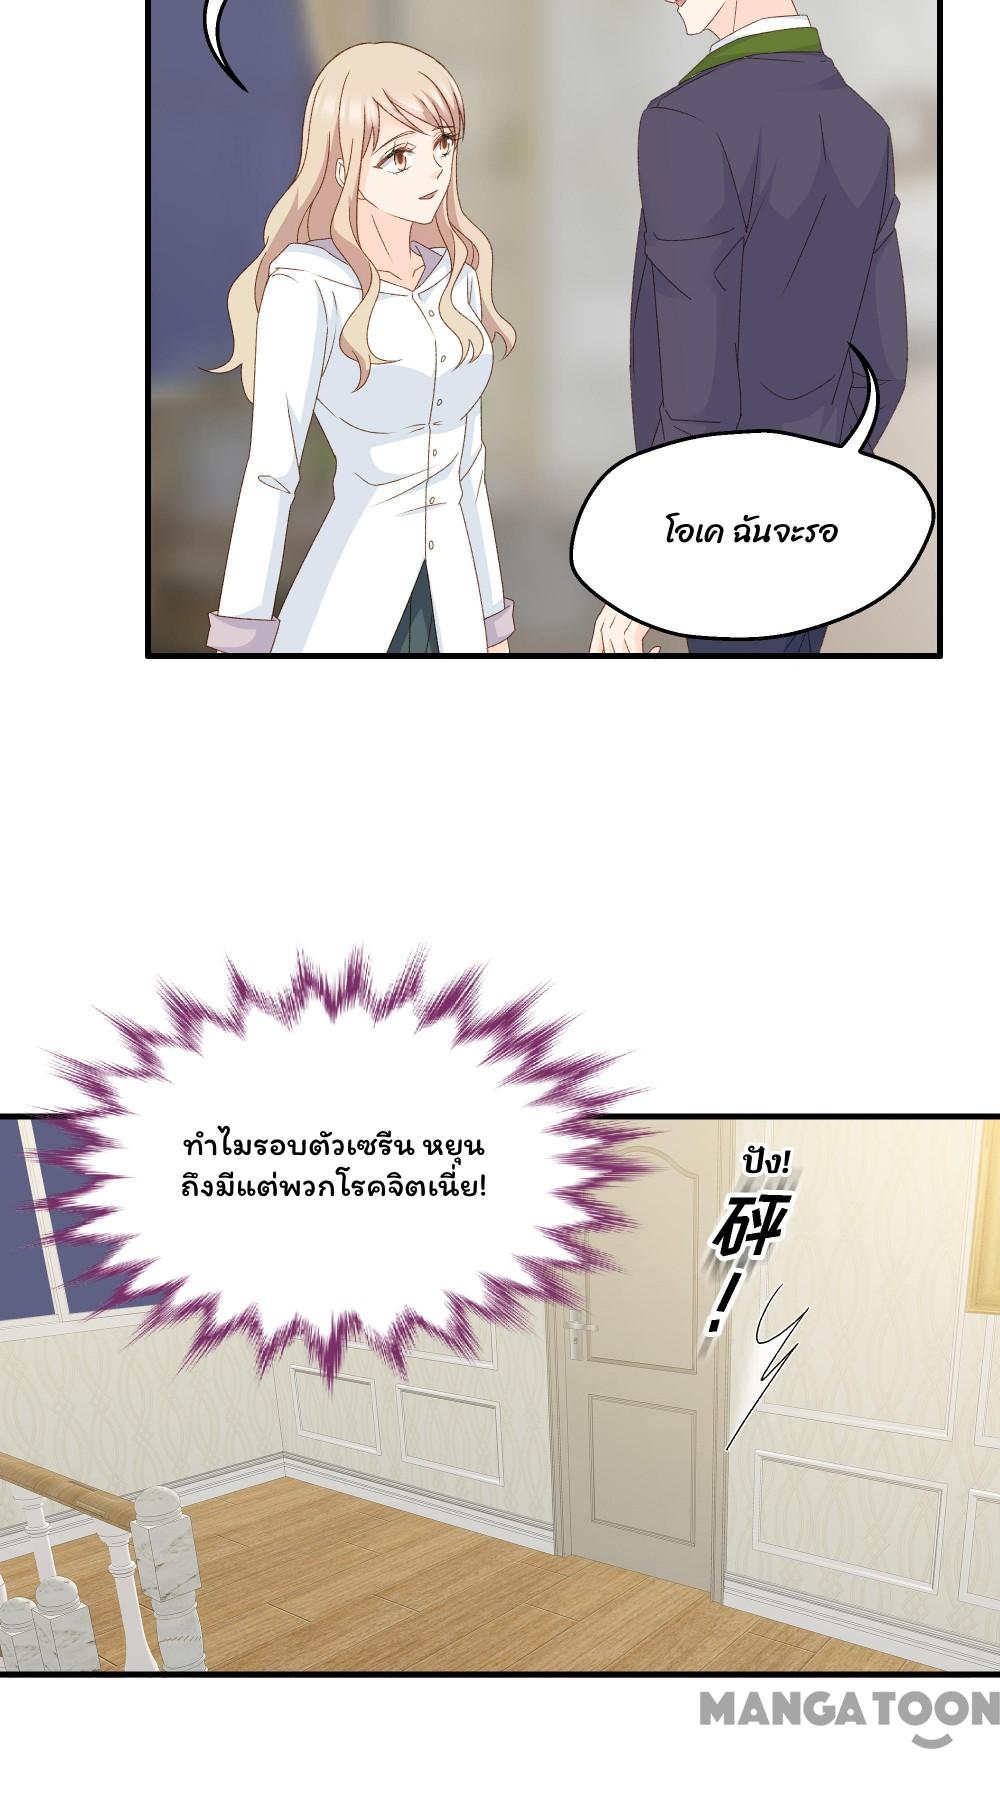 โอเค ฉันจะรอ
ทำไมรอบตัวเซรีน หยุน
ถึงมีแต่พวกโรคจิตเนี่ย!
ปัง!
砰!
MANGATOON